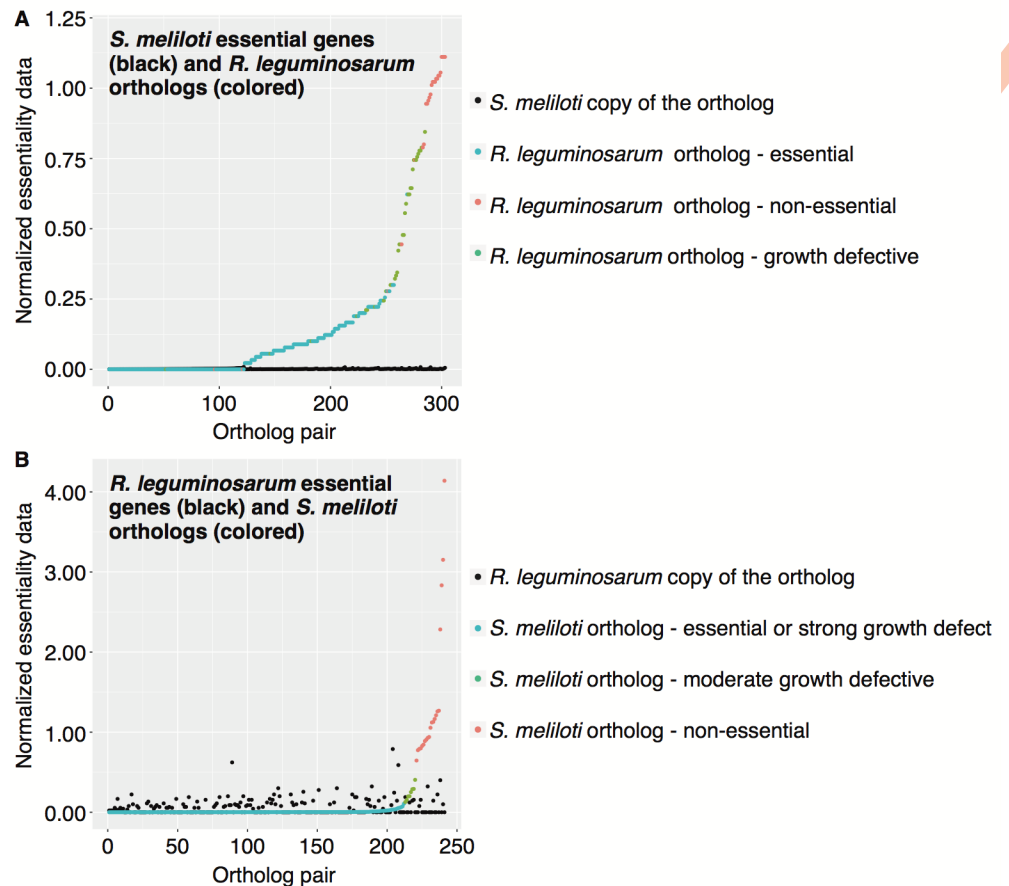 A
S. meliloti essential genes
(black) and R. leguminosarum
orthologs (colored)
Normalized essentiality data
1.25
1.00
0.75
0.50
0.25
0.00
0 100 200 300
Ortholog pair
S. meliloti copy of the ortholog
R. leguminosarum ortholog - essential
R. leguminosarum ortholog - non-essential
R. leguminosarum ortholog - growth defective
B
R. leguminosarum essential
genes (black) and S. meliloti
orthologs (colored)
Normalized essentiality data
4.00
3.00
2.00
1.00
0.00
0 50 100 150 200 250
Ortholog pair
R. leguminosarum copy of the ortholog
S. meliloti ortholog - essential or strong growth defect
S. meliloti ortholog - moderate growth defective
S. meliloti ortholog - non-essential